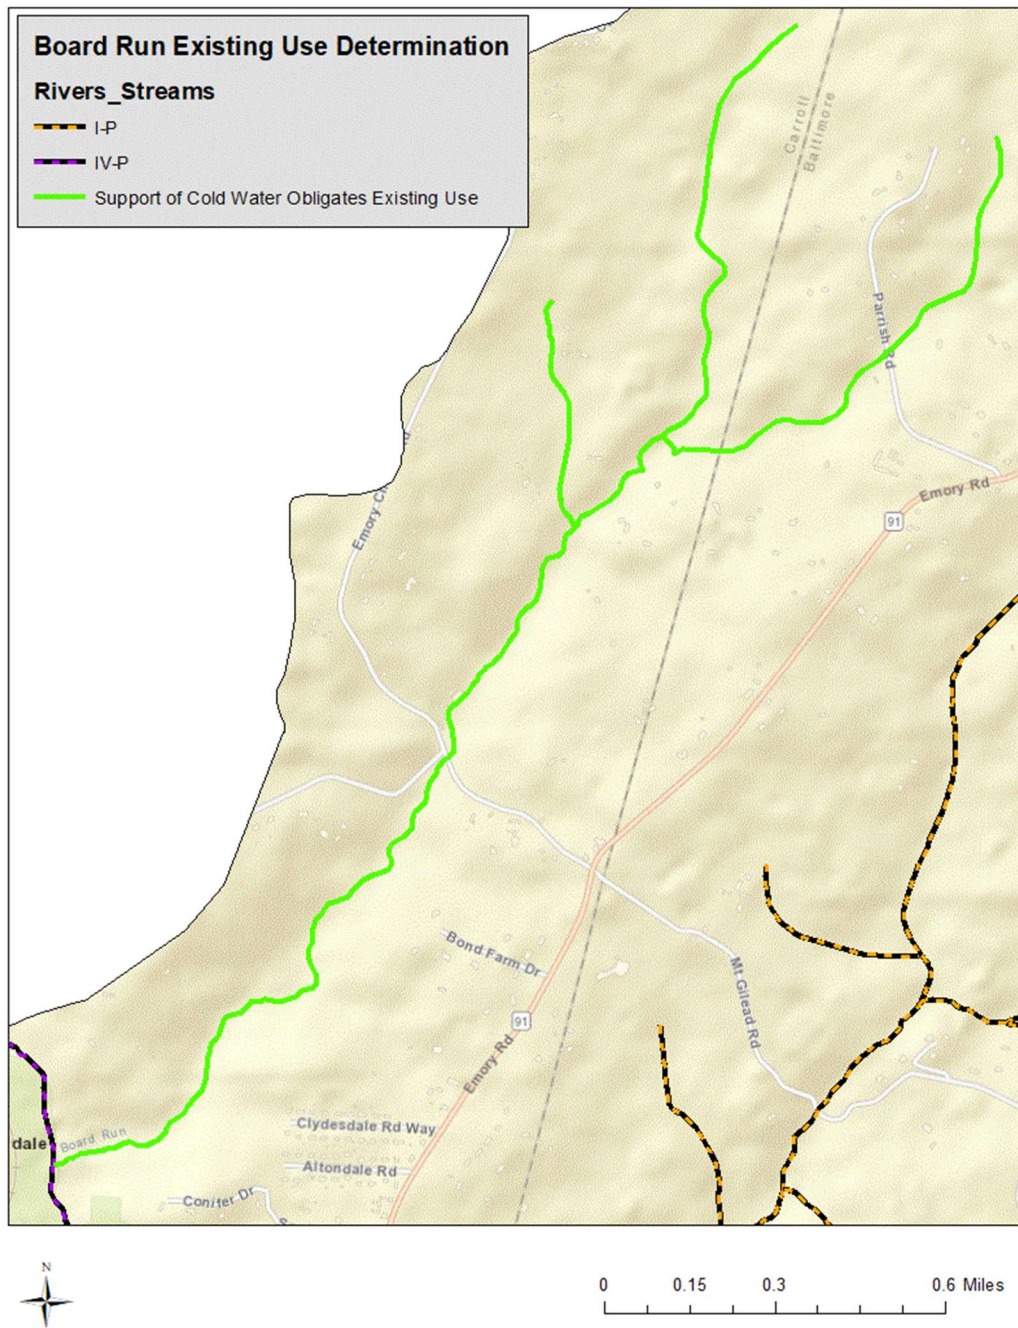 Board Run Existing Use Determination
Rivers_Streams
I-P
IV-P
Support of Cold Water Obligates Existing Use
Carroll
Baltimore
Parrish Rd
Emory Rd
91
Emory
Bond Farm Dr
Mt Gilead Rd
91
Emory Rd
Clydesdale Rd Way
Altondale Rd
Conifer Dr
dale
Board Run
N
0 0.15 0.3 0.6 Miles